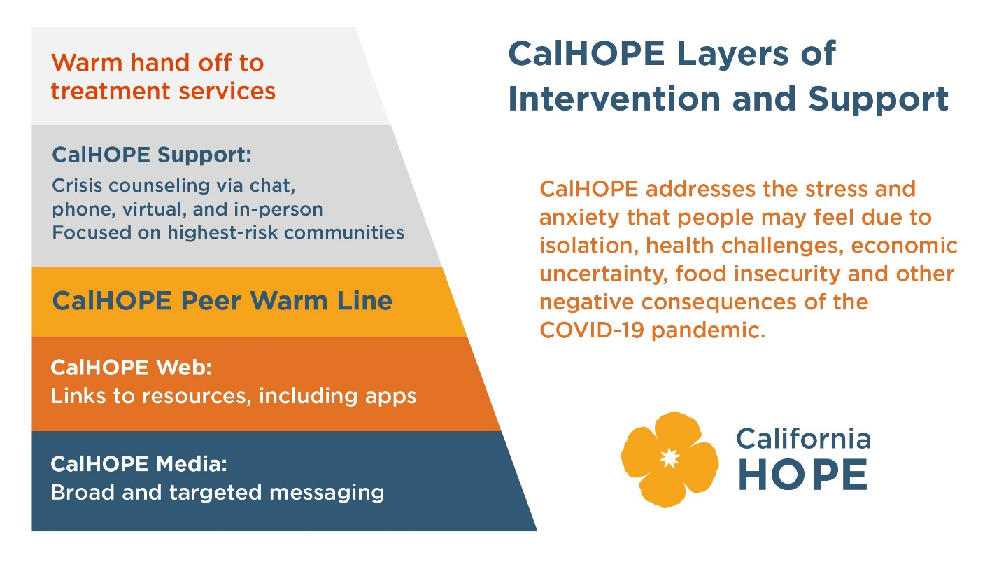 Warm hand off to
treatment services
CalHOPE Support:
Crisis counseling via chat,
phone, virtual, and in-person
Focused on highest-risk communities
CalHOPE Peer Warm Line
CalHOPE Web:
Links to resources, including apps
CalHOPE Media:
Broad and targeted messaging
CalHOPE Layers of
Intervention and Support
CalHOPE addresses the stress and
anxiety that people may feel due to
isolation, health challenges, economic
uncertainty, food insecurity and other
negative consequences of the
COVID-19 pandemic.
California
HOPE